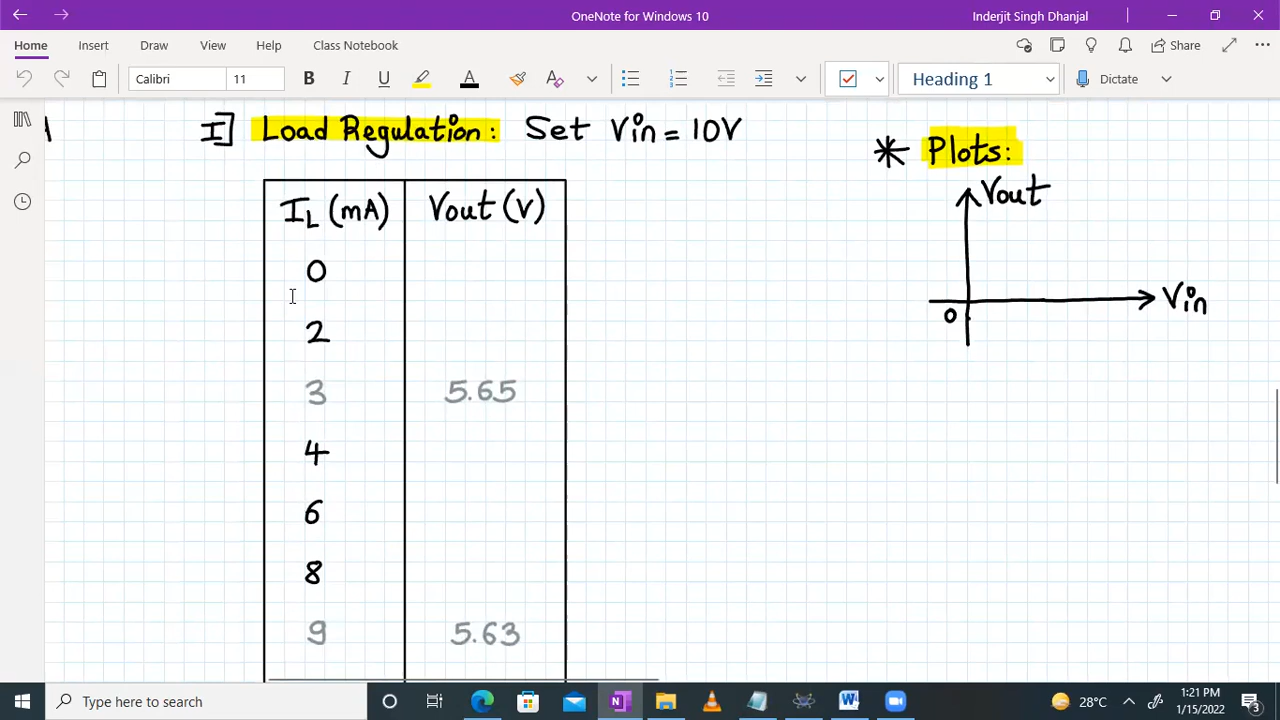 OneNote for Windows 10
Inderjit Singh Dhanjal
Home Insert Draw View Help Class Notebook
Share
Calibri 11 B I U A A Heading 1 Dictate
I] Load Regulation: Set Vin = 10V
* Plots:
IL (mA) Vout (V)
0
2
3 5.65
4
6
8
9 5.63
Vout
Vin
0
Type here to search
28°C
1:21 PM
1/15/2022
3